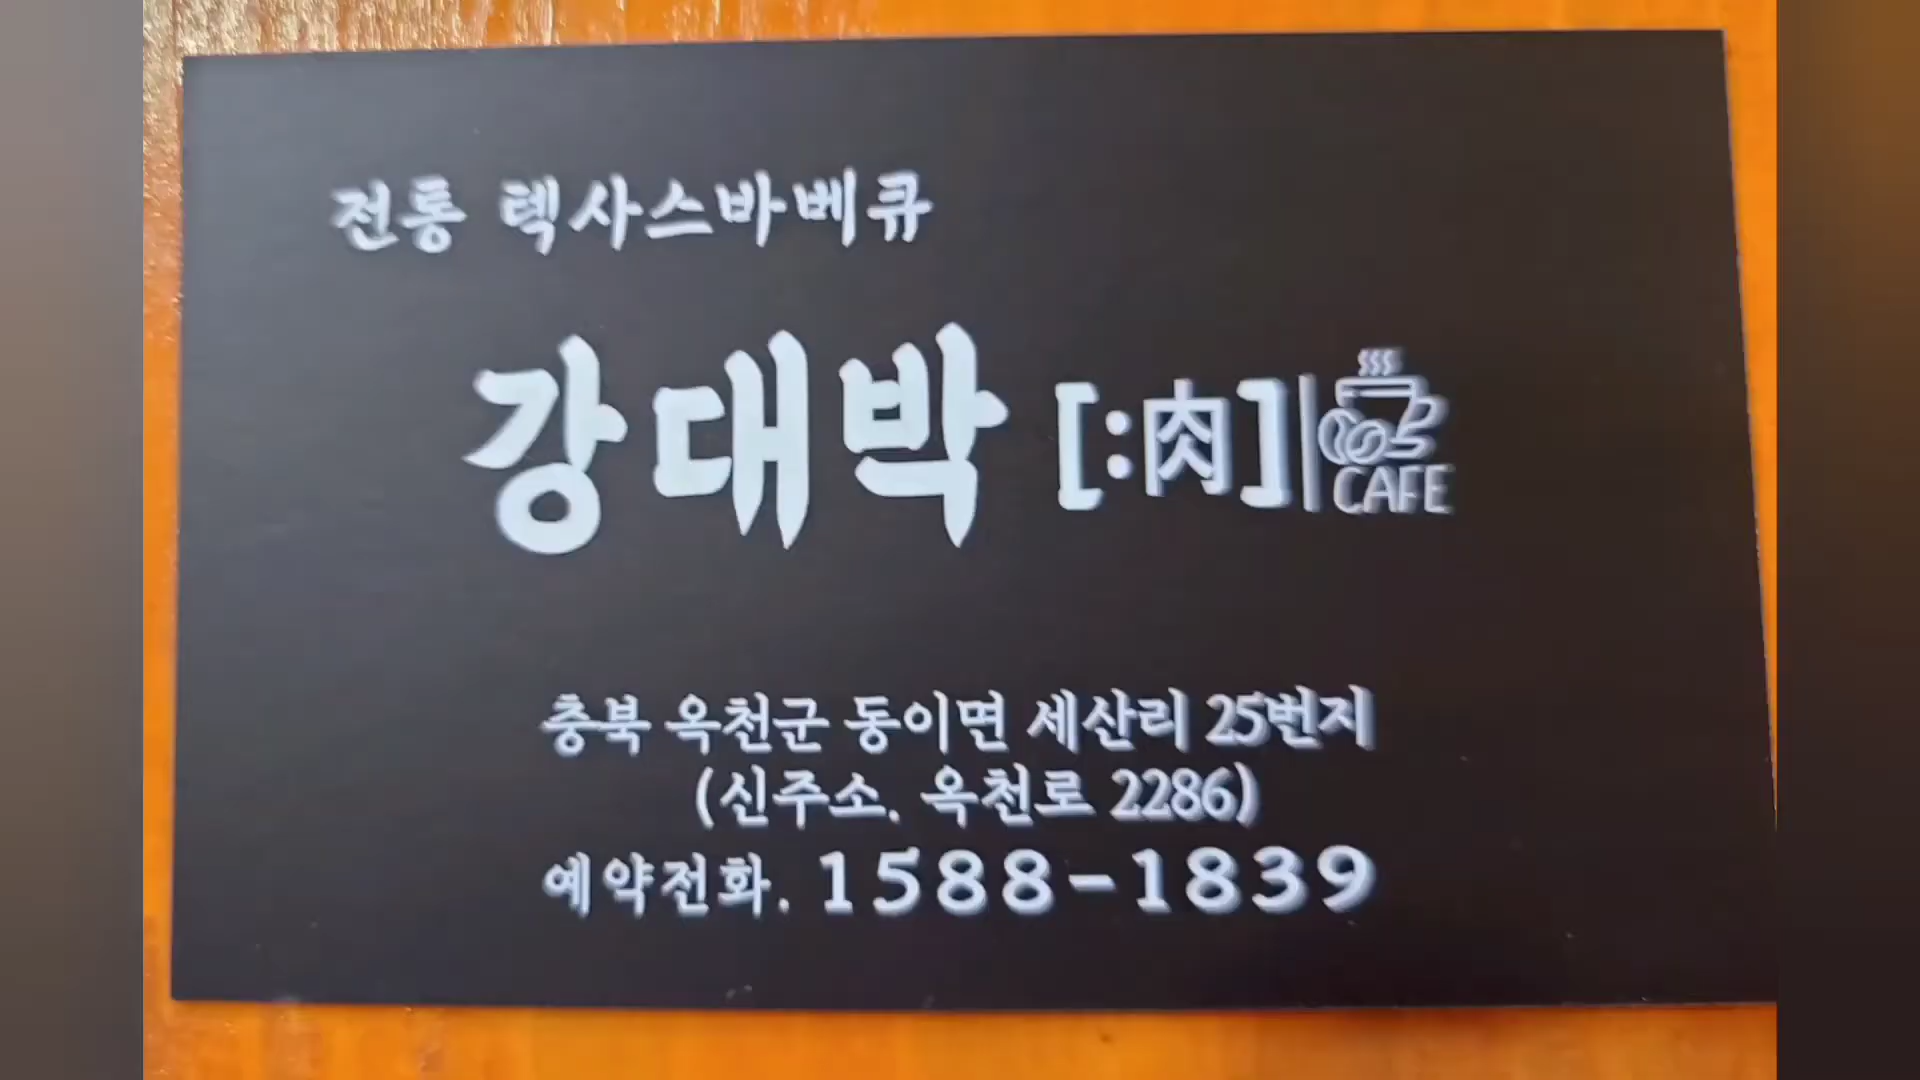 전통 텍사스바베큐
강대박 [:肉] CAFE
충북 옥천군 동이면 세산리 25번지
(신주소. 옥천로 2286)
예약전화. 1588-1839